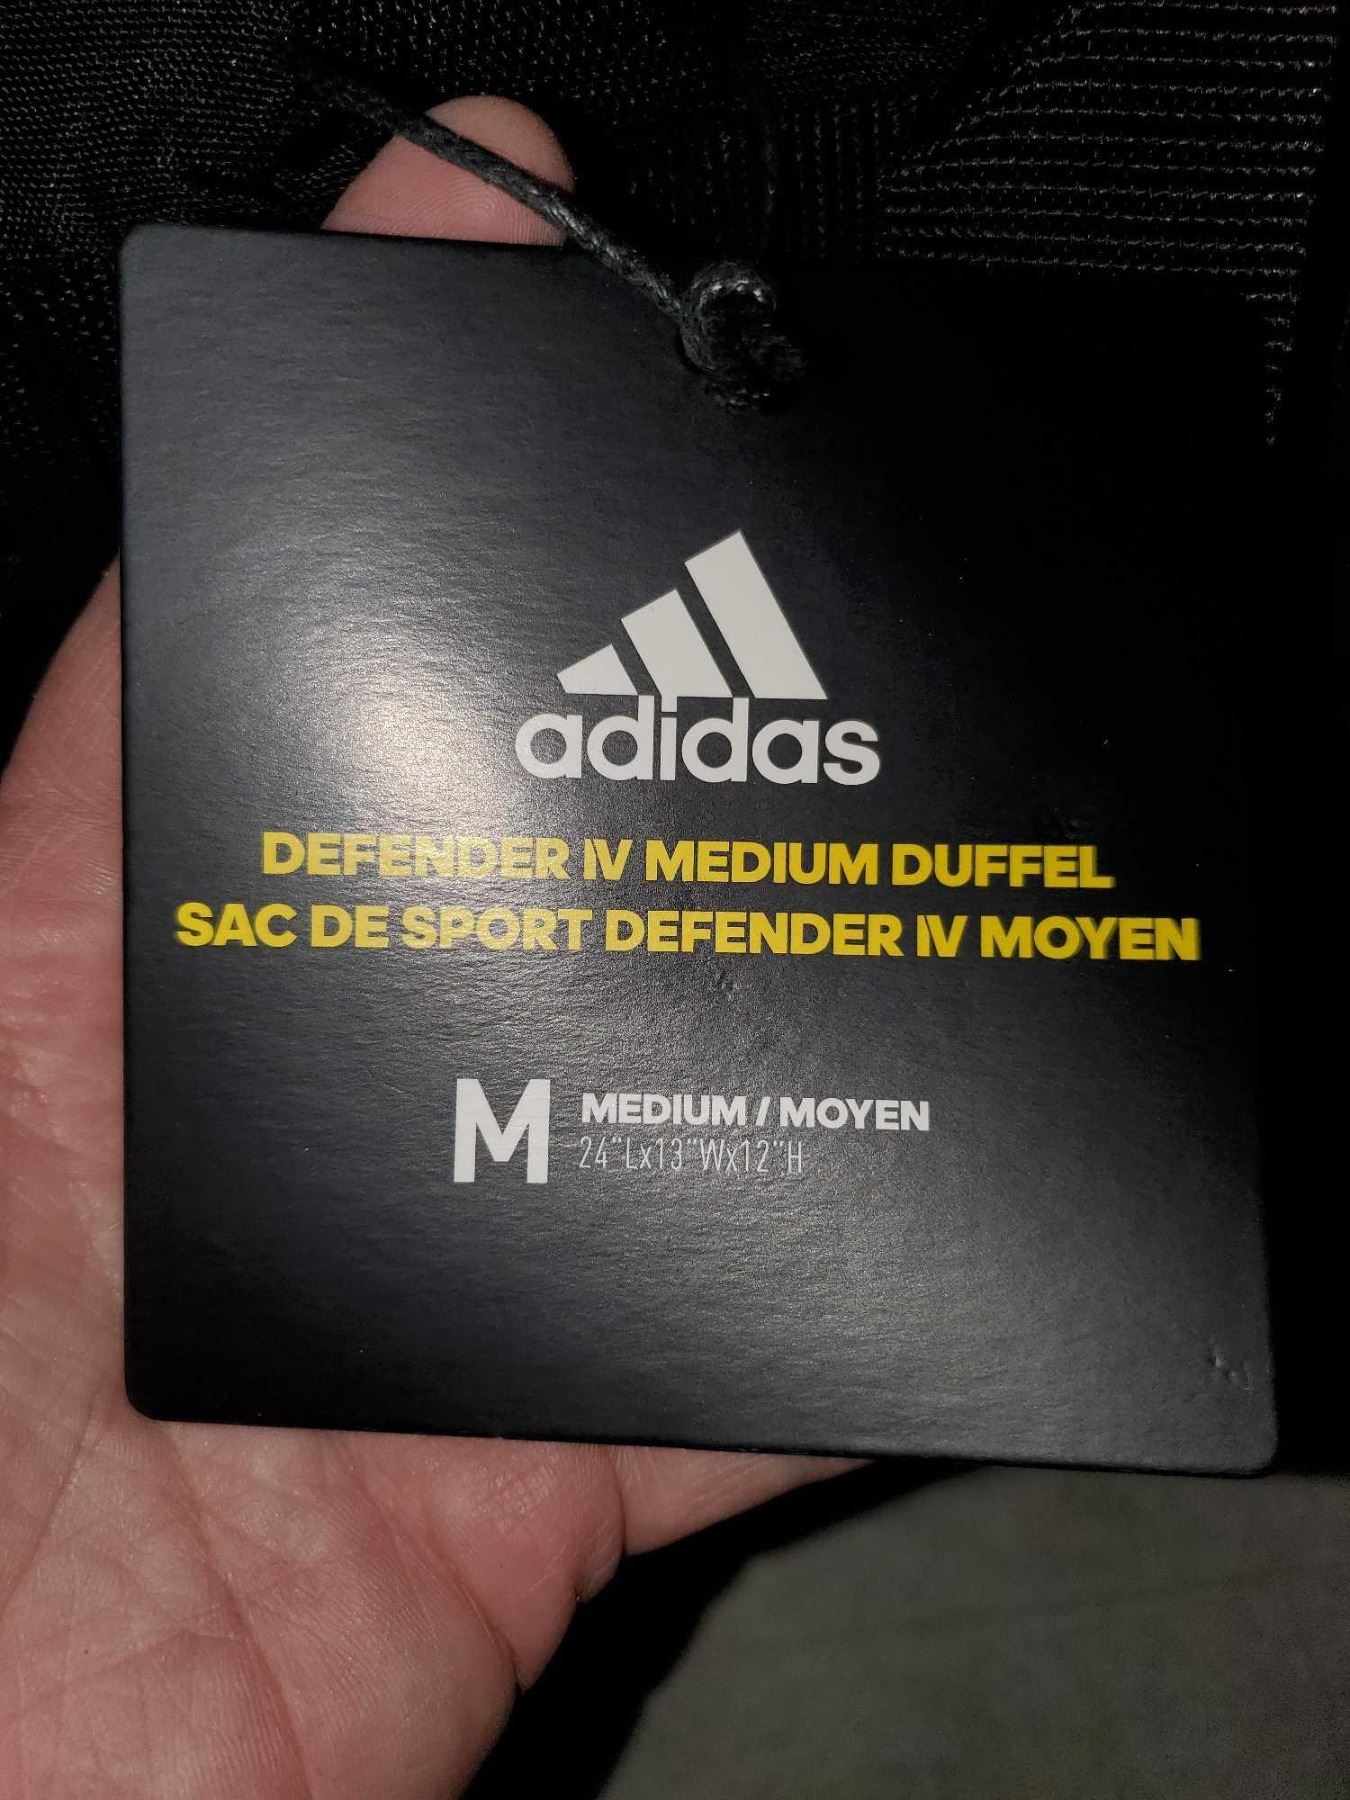 adidas
DEFENDER IV MEDIUM DUFFEL
SAC DE SPORT DEFENDER IV MOYEN
M
MEDIUM / MOYEN
24"Lx13"Wx12"H